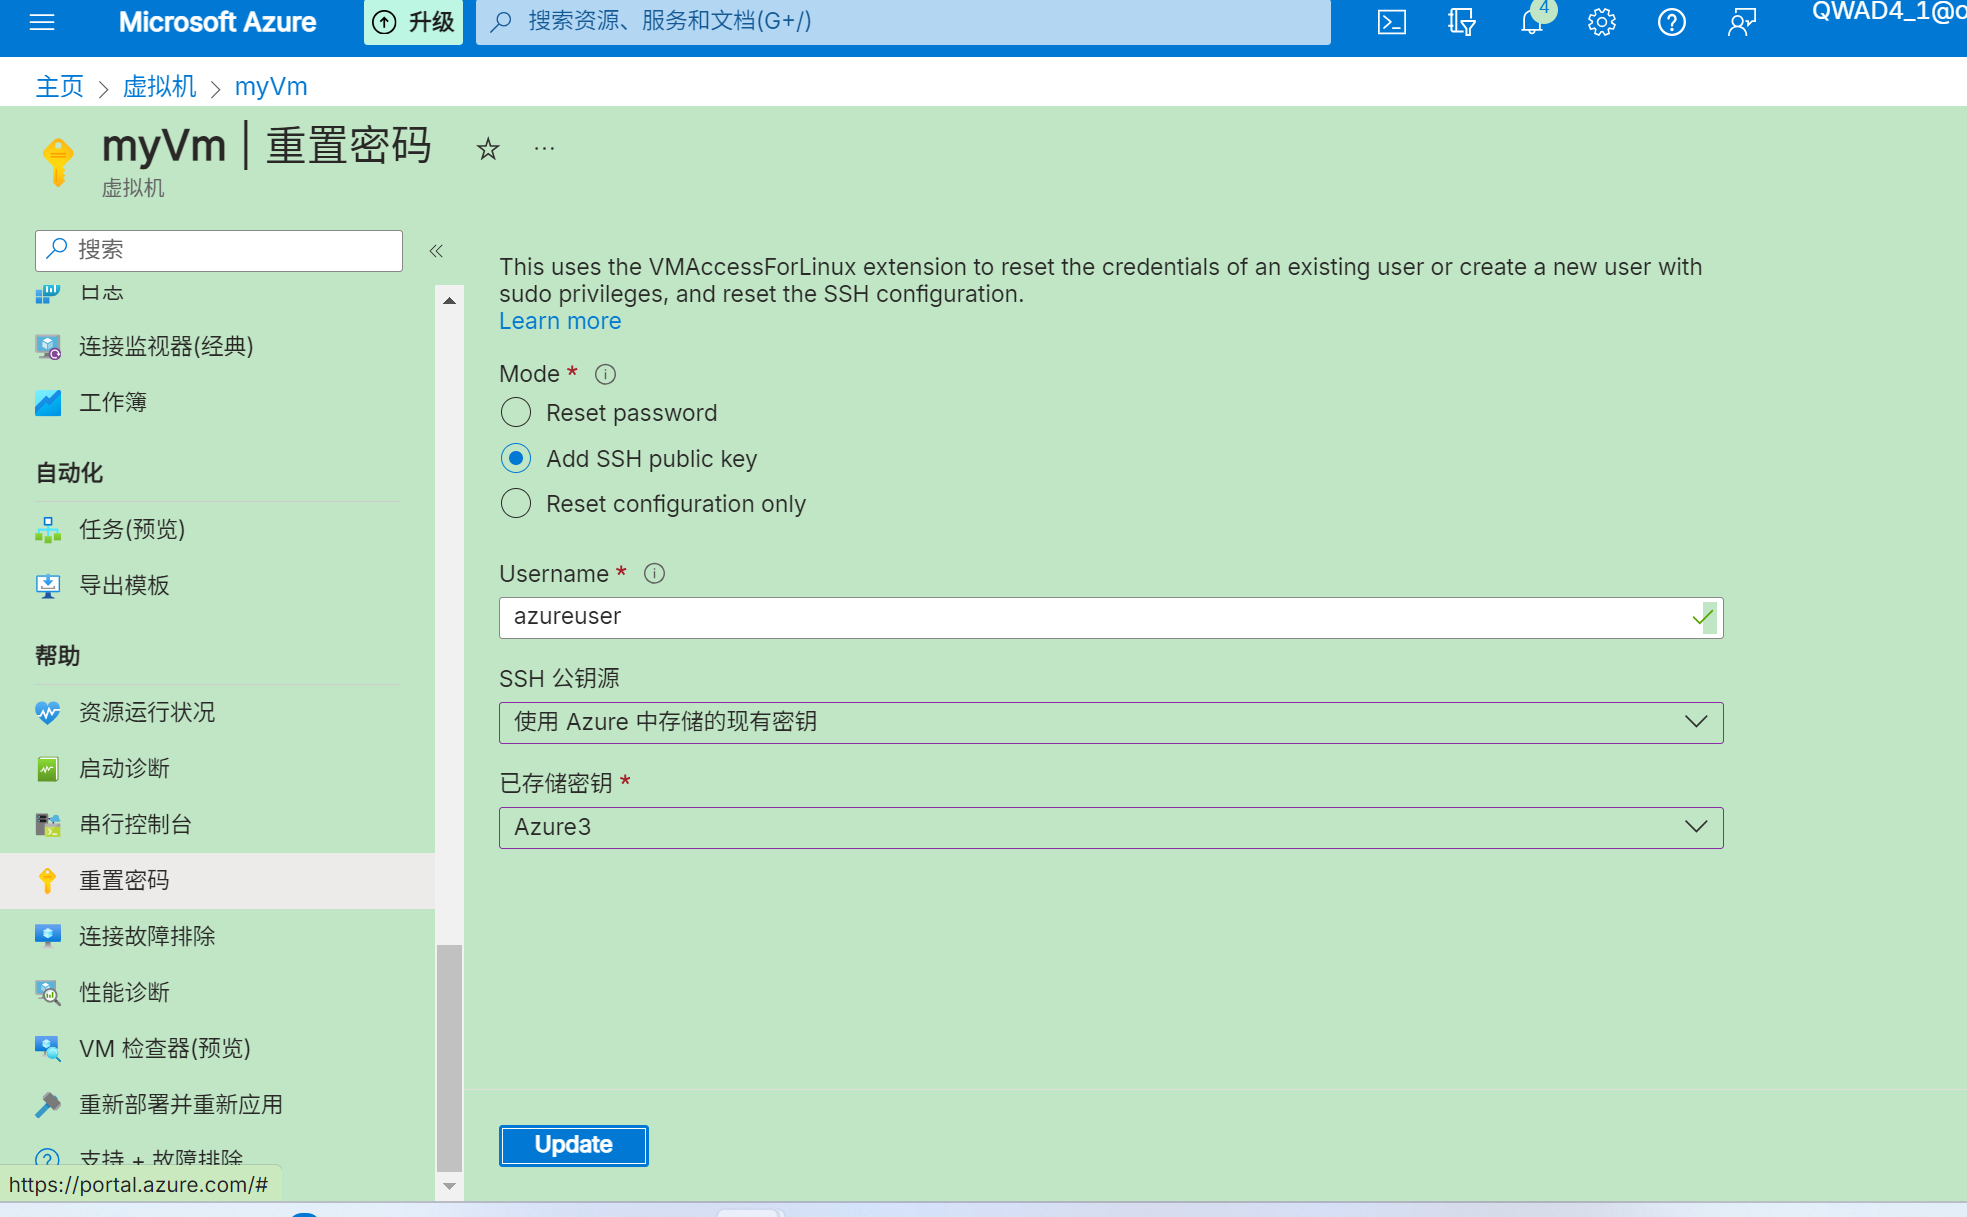 Microsoft Azure
升级
搜索资源、服务和文档(G+/)
4
QWAD4_1@o
主页 > 虚拟机 > myVm
myVm | 重置密码
虚拟机
搜索
日志
连接监视器(经典)
工作簿
自动化
任务(预览)
导出模板
帮助
资源运行状况
启动诊断
串行控制台
重置密码
连接故障排除
性能诊断
VM 检查器(预览)
重新部署并重新应用
支持 + 故障排除
https://portal.azure.com/#
This uses the VMAccessForLinux extension to reset the credentials of an existing user or create a new user with
sudo privileges, and reset the SSH configuration.
Learn more
Mode *
Reset password
Add SSH public key
Reset configuration only
Username *
azureuser
SSH 公钥源
使用 Azure 中存储的现有密钥
已存储密钥 *
Azure3
Update